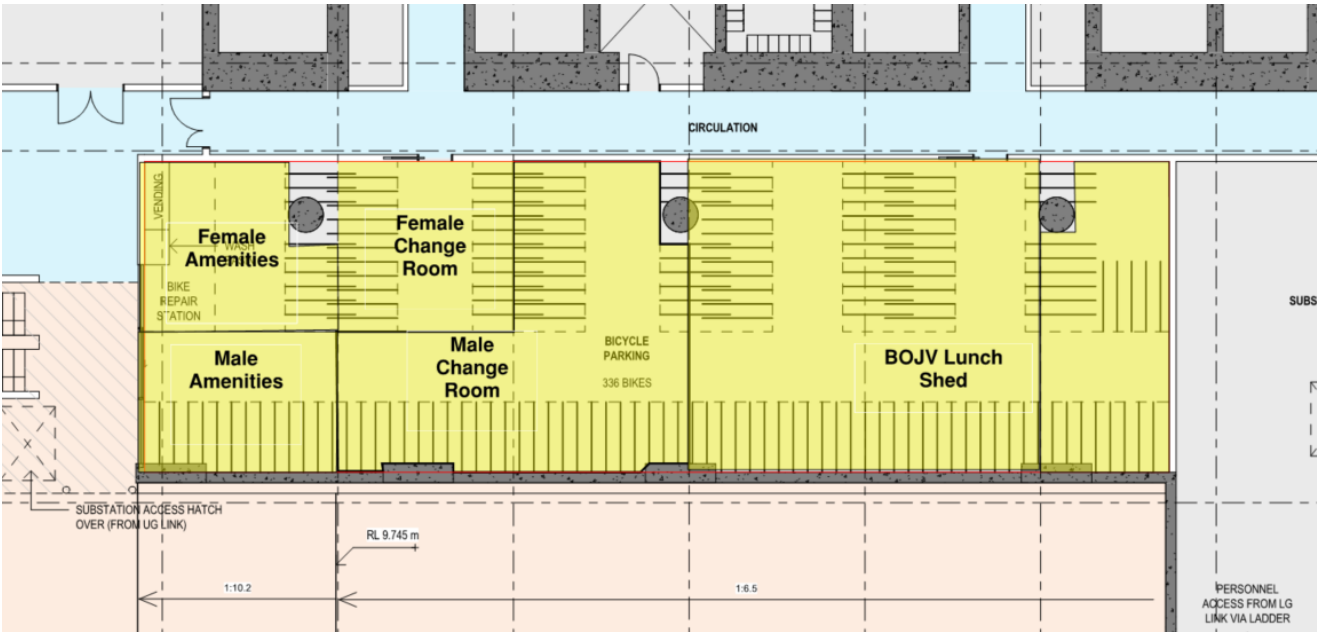 CIRCULATION
VENDING
Female
Amenities
WASH
BIKE
REPAIR
STATION
Female
Change
Room
Male
Amenities
Male
Change
Room
BICYCLE
PARKING
336 BIKES
BOJV Lunch
Shed
SUBS
SUBSTATION ACCESS HATCH
OVER (FROM UG LINK)
RL 9.745 m
1:10.2
1:6.5
PERSONNEL
ACCESS FROM LG
LINK VIA LADDER